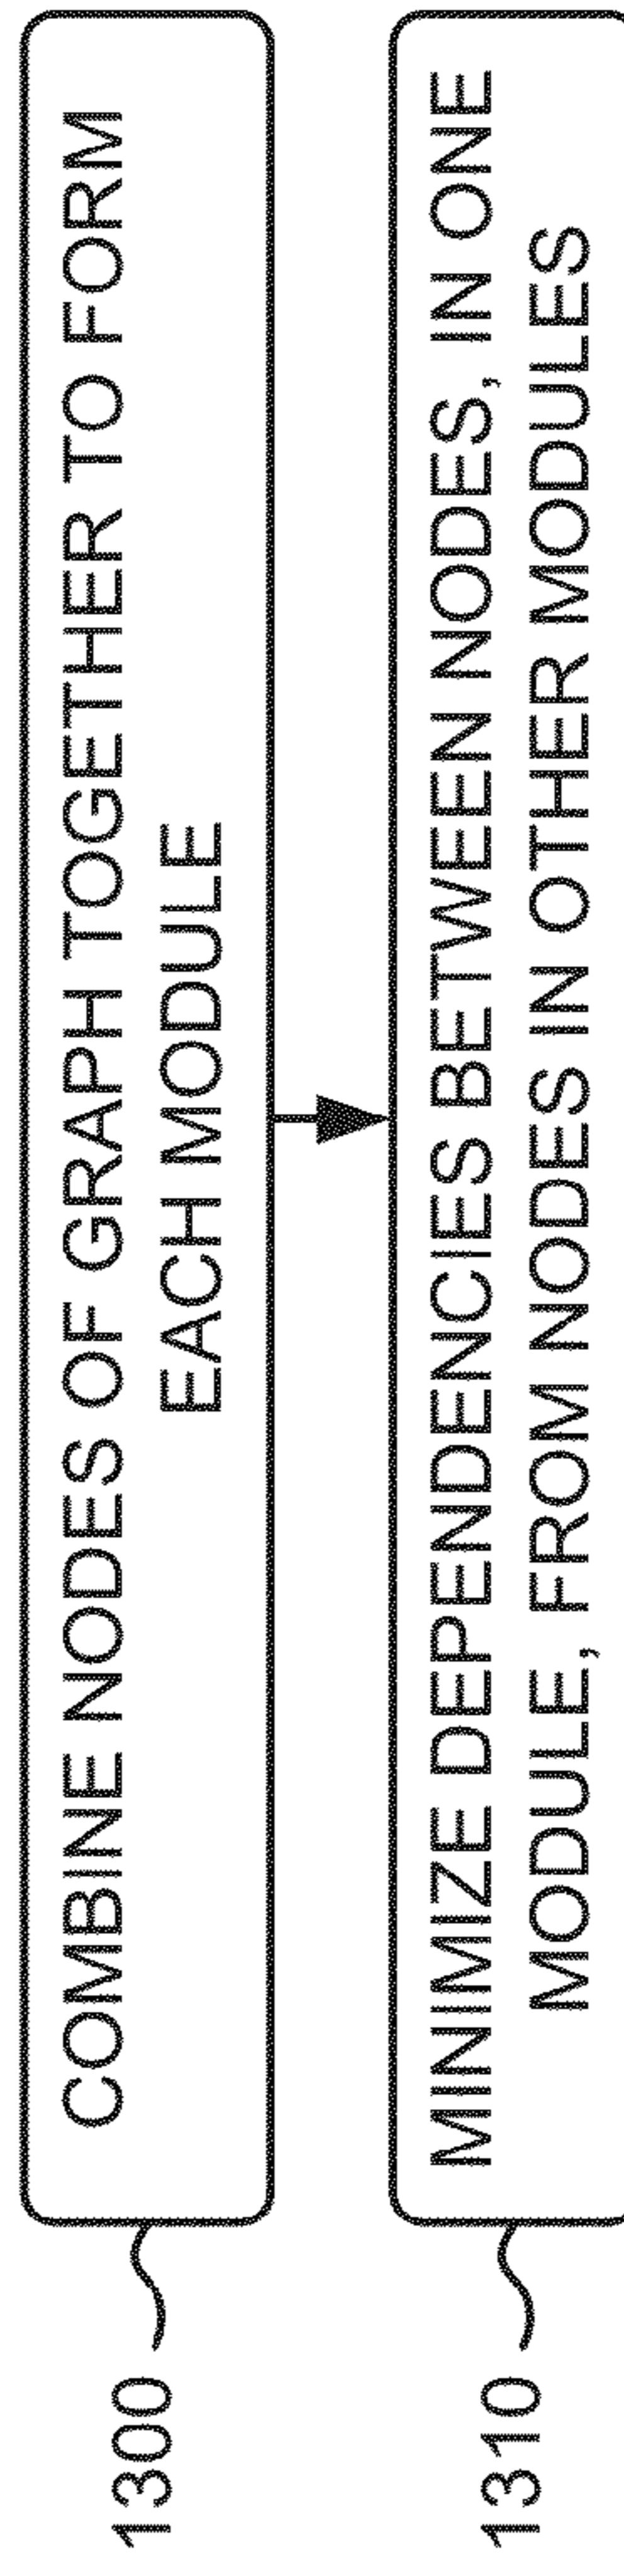 COMBINE NODES OF GRAPH TOGETHER TO FORM
EACH MODULE
1300
MINIMIZE DEPENDENCIES BETWEEN NODES, IN ONE
MODULE, FROM NODES IN OTHER MODULES
1310